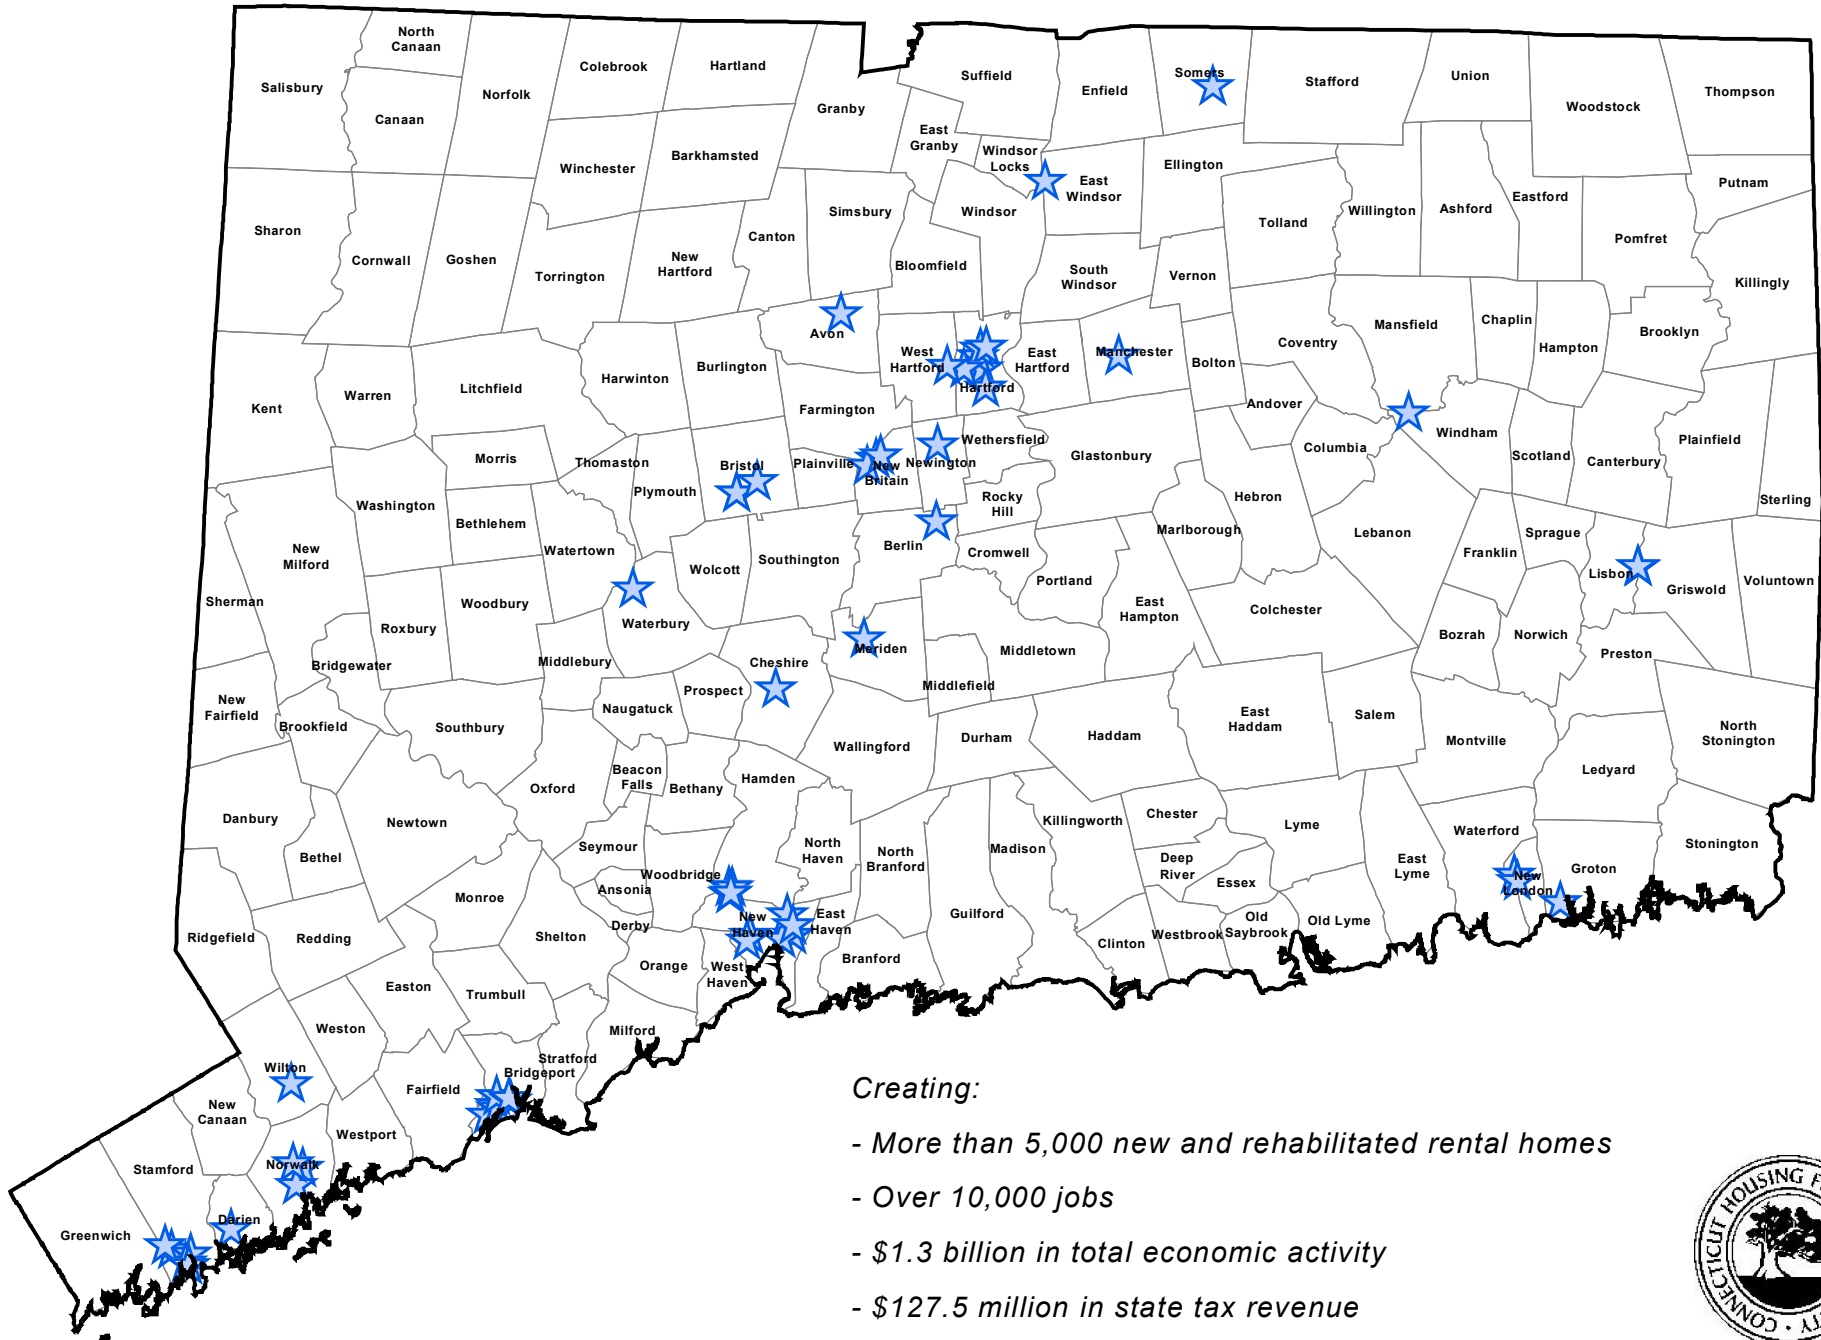 North
Canaan
Colebrook
Hartland
Suffield
Enfield
Somers
Stafford
Union
Woodstock
Thompson
Salisbury
Canaan
Norfolk
Granby
East
Granby
Windsor
Locks
Winchester
Barkhamsted
East
Windsor
Ellington
Putnam
Sharon
Cornwall
Goshen
Torrington
New
Hartford
Canton
Simsbury
Windsor
Bloomfield
South
Windsor
Vernon
Tolland
Willington
Ashford
Eastford
Pomfret
Killingly
Avon
West
Hartford
Hartford
East
Hartford
Manchester
Bolton
Coventry
Mansfield
Chaplin
Hampton
Brooklyn
Kent
Warren
Litchfield
Harwinton
Burlington
Farmington
Andover
Columbia
Windham
Scotland
Canterbury
Plainfield
Sterling
Morris
Thomaston
Plymouth
Bristol
Plainville
New
Britain
Newington
Wethersfield
Rocky
Hill
Glastonbury
Hebron
Marlborough
Lebanon
Franklin
Sprague
Lisbon
Griswold
Voluntown
Washington
Bethlehem
Watertown
New
Milford
Sherman
Wolcott
Southington
Berlin
Cromwell
Portland
East
Hampton
Colchester
Bozrah
Norwich
Preston
Roxbury
Woodbury
Waterbury
Bridgewater
Middlebury
Cheshire
Meriden
Middletown
Middlefield
Prospect
Naugatuck
New
Fairfield
Brookfield
Southbury
Wallingford
Durham
Haddam
East
Haddam
Salem
Montville
North
Stonington
Ledyard
Danbury
Bethel
Newtown
Oxford
Beacon
Falls
Bethany
Hamden
Seymour
Woodbridge
Ansonia
Derby
North
Haven
North
Branford
Madison
Killingworth
Chester
Deep
River
Essex
Lyme
East
Lyme
Waterford
New
London
Groton
Stonington
Ridgefield
Redding
Monroe
Shelton
New
Haven
East
Haven
West
Haven
Orange
Branford
Guilford
Clinton
Westbrook
Old
Saybrook
Old Lyme
Easton
Trumbull
Weston
Milford
Stratford
Bridgeport
Fairfield
Wilton
New
Canaan
Westport
Norwalk
Stamford
Darien
Greenwich
Creating:
- More than 5,000 new and rehabilitated rental homes
- Over 10,000 jobs
- $1.3 billion in total economic activity
- $127.5 million in state tax revenue
CONNECTICUT HOUSING